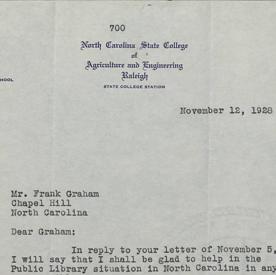 700
North Carolina State College
of
Agriculture and Engineering
Raleigh
STATE COLLEGE STATION
November 12, 1928
Mr. Frank Graham
Chapel Hill
North Carolina
Dear Graham:
In reply to your letter of November 5,
I will say that I shall be glad to help in the
Public Library situation in North Carolina in any